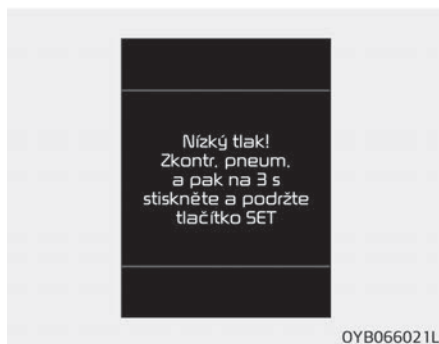 Nízký tlak!
Zkontr. pneum.
a pak na 3 s
stiskněte a podržte
tlačítko SET
OYB066021L